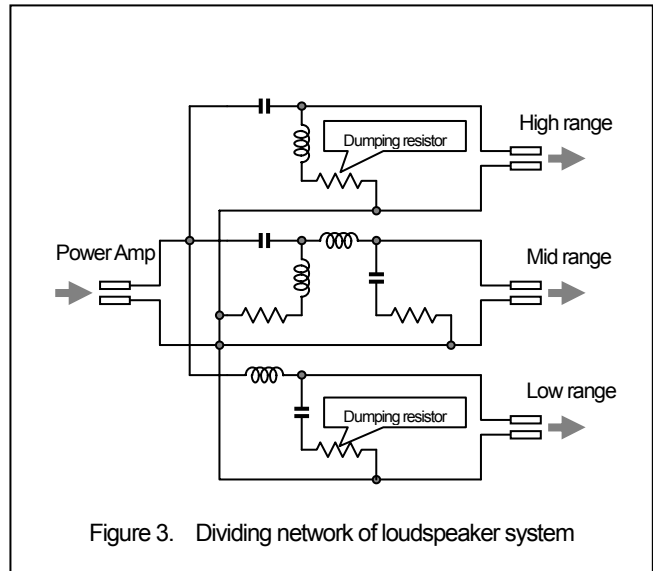 High range
Dumping resistor
Power Amp
Mid range
Low range
Dumping resistor
Figure 3. Dividing network of loudspeaker system